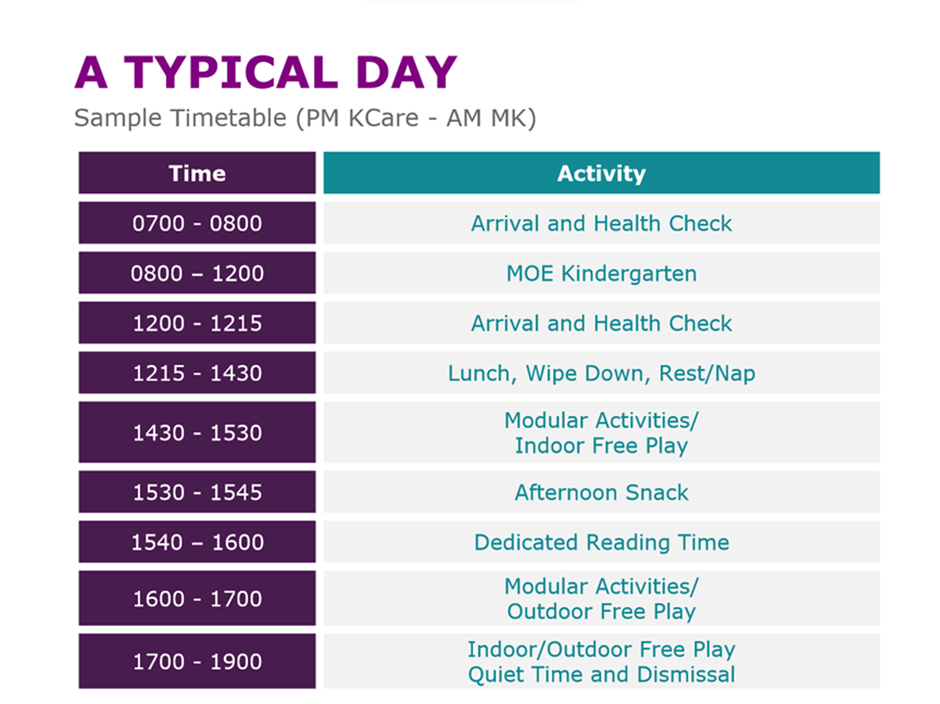 A TYPICAL DAY
Sample Timetable (PM KCare - AM MK)
Time Activity
0700 - 0800 Arrival and Health Check
0800 – 1200 MOE Kindergarten
1200 - 1215 Arrival and Health Check
1215 - 1430 Lunch, Wipe Down, Rest/Nap
1430 - 1530 Modular Activities/
Indoor Free Play
1530 - 1545 Afternoon Snack
1540 – 1600 Dedicated Reading Time
1600 - 1700 Modular Activities/
Outdoor Free Play
1700 - 1900 Indoor/Outdoor Free Play
Quiet Time and Dismissal